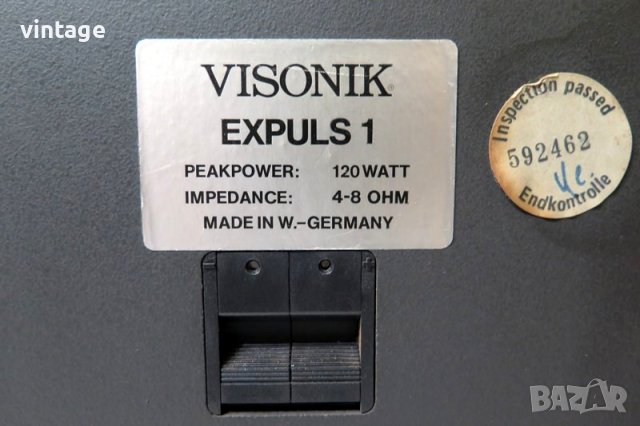 smart vintage
VISONIK
EXPULS 1
PEAKPOWER: 120 WATT
IMPEDANCE: 4-8 OHM
MADE IN W.-GERMANY
Inspection passed
592462
Endkontrolle
BAZAR